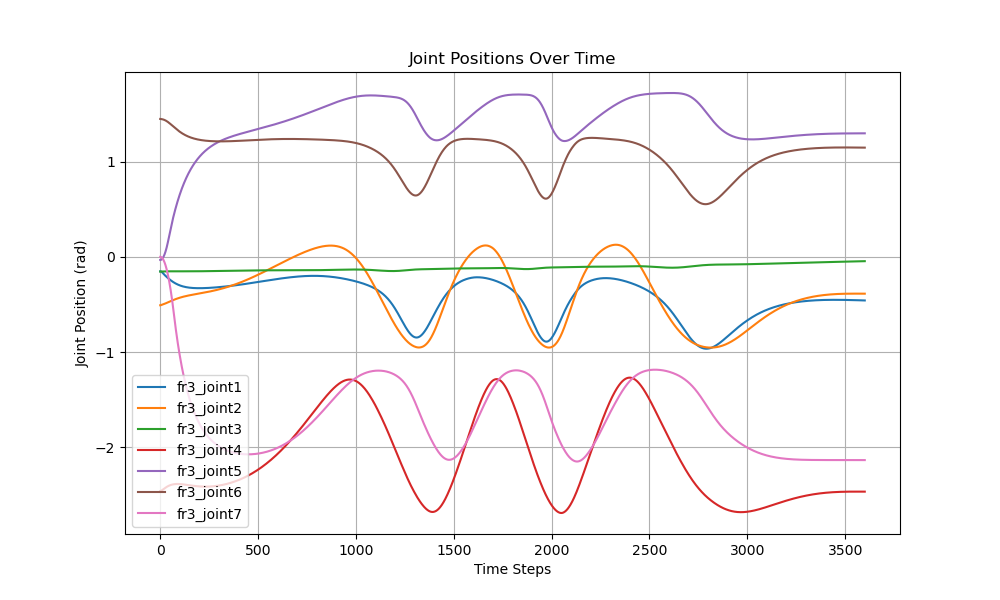 Joint Positions Over Time
Joint Position (rad)
1
0
−1
−2
fr3_joint1
fr3_joint2
fr3_joint3
fr3_joint4
fr3_joint5
fr3_joint6
fr3_joint7
0 500 1000 1500 2000 2500 3000 3500
Time Steps